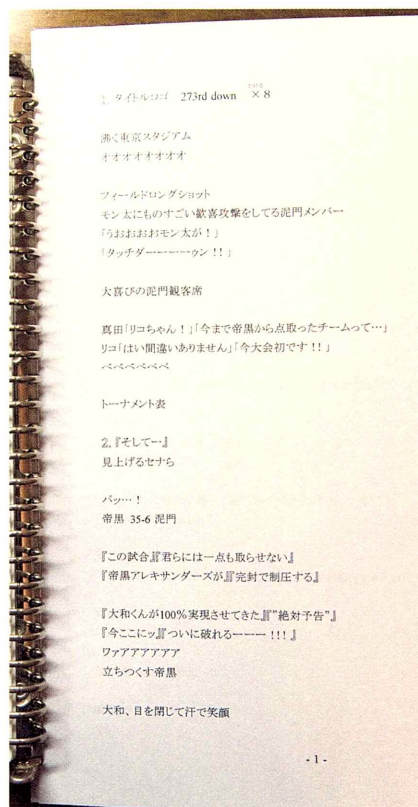 1. タイトルロゴ 273rd down ×8
沸く東京スタジアム
オオオオオオオオ
フィールドロングショット
モン太にものすごい歓喜攻撃をしてる泥門メンバー
「うおおおおモン太が！」
「タッチダーーーーゥン！！」
大喜びの泥門観客席
真田「リコちゃん！」「今まで帝黒から点取ったチームって…」
リコ「はい間違いありません」「今大会初です！！」
ペペペペペペ
トーナメント表
2.『そしてー』
見上げるセナら
バッ…！
帝黒 35-6 泥門
『この試合』『君らには一点も取らせない』
『帝黒アレキサンダーズが』『完封で制圧する』
『大和くんが100%実現させてきた』『”絶対予告”』
『今ここにッ』『ついに破れるーーー！！！』
ワァアアアアアア
立ちつくす帝黒
大和、目を閉じて汗で笑顔
- 1 -